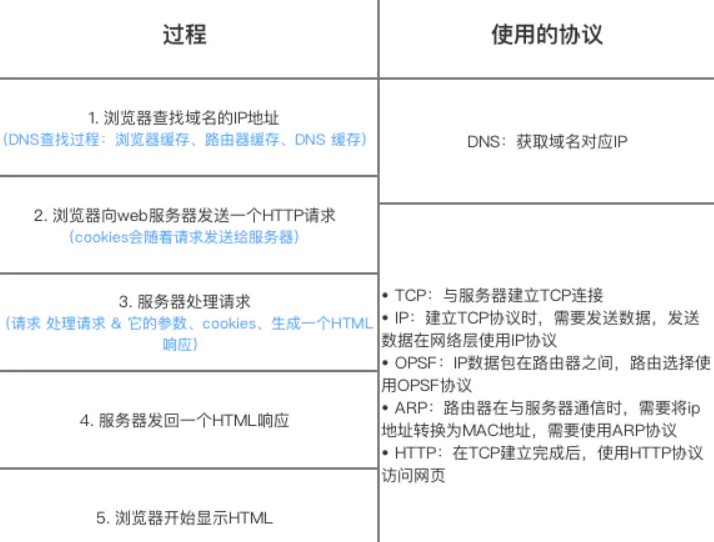 过程
使用的协议
1. 浏览器查找域名的IP地址
(DNS查找过程：浏览器缓存、路由器缓存、DNS 缓存)
DNS：获取域名对应IP
2. 浏览器向web服务器发送一个HTTP请求
(cookies会随着请求发送给服务器)
3. 服务器处理请求
(请求 处理请求 & 它的参数、cookies、生成一个HTML
响应)
4. 服务器发回一个HTML响应
5. 浏览器开始显示HTML
• TCP：与服务器建立TCP连接
• IP：建立TCP协议时，需要发送数据，发送
数据在网络层使用IP协议
• OPSF：IP数据包在路由器之间，路由选择使
用OPSF协议
• ARP：路由器在与服务器通信时，需要将ip
地址转换为MAC地址，需要使用ARP协议
• HTTP：在TCP建立完成后，使用HTTP协议
访问网页